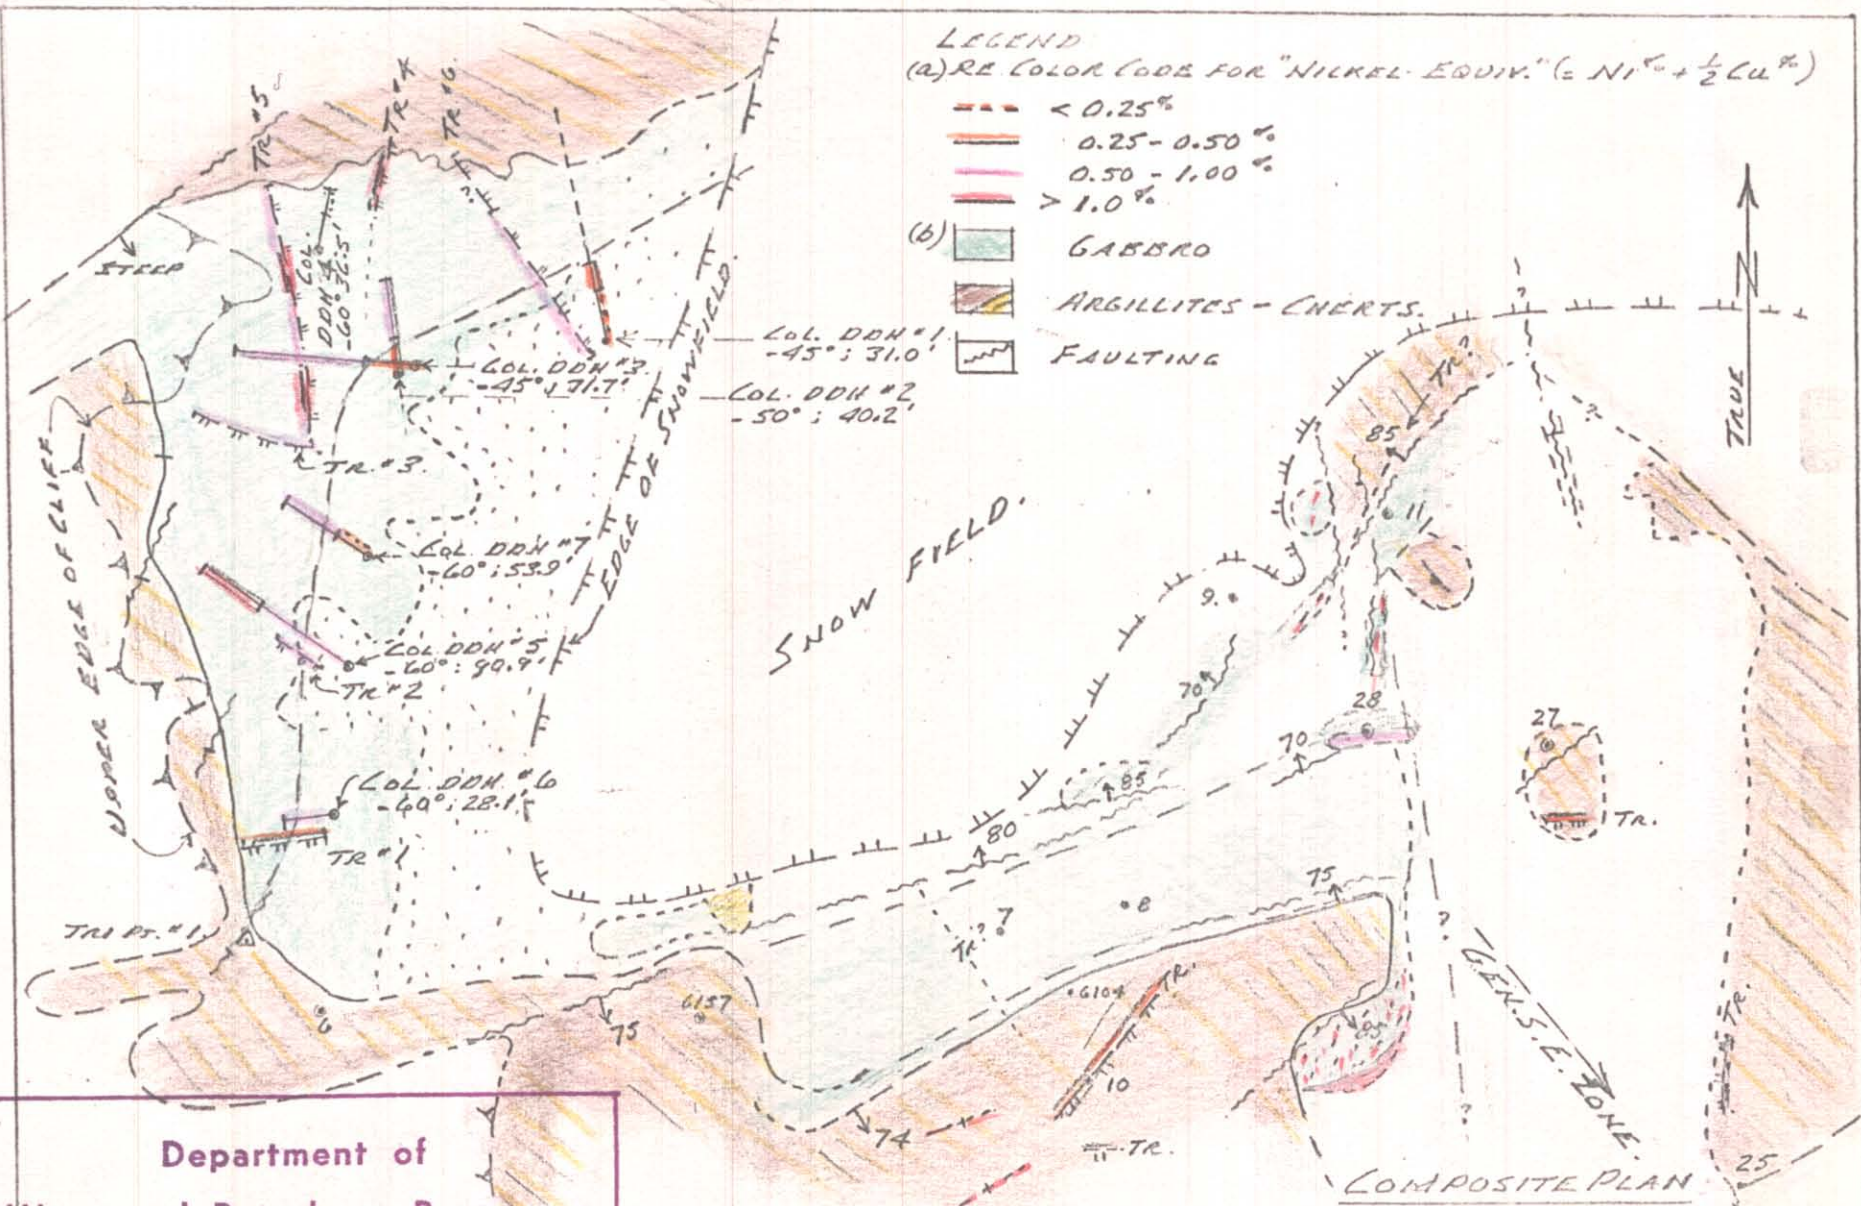 LEGEND
(a) RE COLOR CODE FOR "NICKEL EQUIV." (= Ni% + ½ Cu%)
< 0.25%
0.25 - 0.50%
0.50 - 1.00%
> 1.0%
(b) GABBRO
ARGILLITES - CHERTS.
FAULTING
TRUE
N
TR #5
TR #4
TR #6
STEEP
COL.
DDH 4
-60° 36.5'
COL. DDH #1
-45° ; 31.0'
COL. DDH #3
-45° ; 71.7'
COL. DDH #2
-50° ; 40.2'
TR. #3.
COL. DDH #7
-60° ; 53.9'
COL DDH #5
-60° : 90.9'
TR #2
COL DDH #6
-60° ; 28.1'
TR #1
UPPER EDGE OF CLIFF
EDGE OF SNOWFIELD.
SNOW FIELD.
TRI PT. #1
6
75
6157
74
80
85
70
9.
TR?
7
8
75
6104
TR.
10
TR.
TR?
85
11
?
?
28
70
27
TR.
?
GEN. S.E. ZONE.
?
TR.
25
COMPOSITE PLAN
Department of